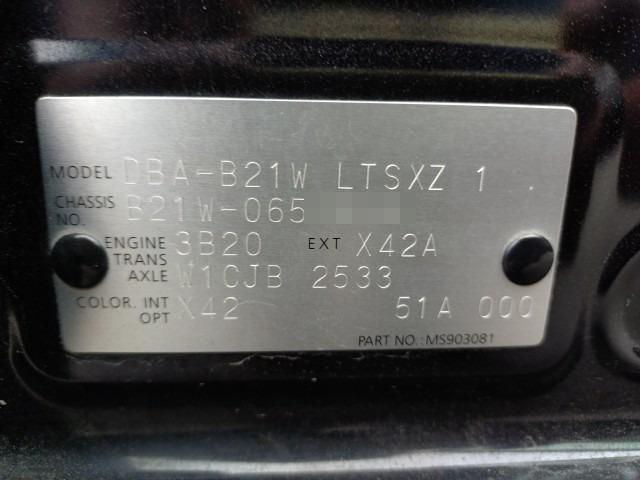 MODEL DBA-B21W LTSXZ 1
CHASSIS NO. B21W-065
ENGINE 3B20 EXT X42A
TRANS AXLE W1CJB 2533
COLOR. INT OPT X42 51A 000
PART NO.:MS903081